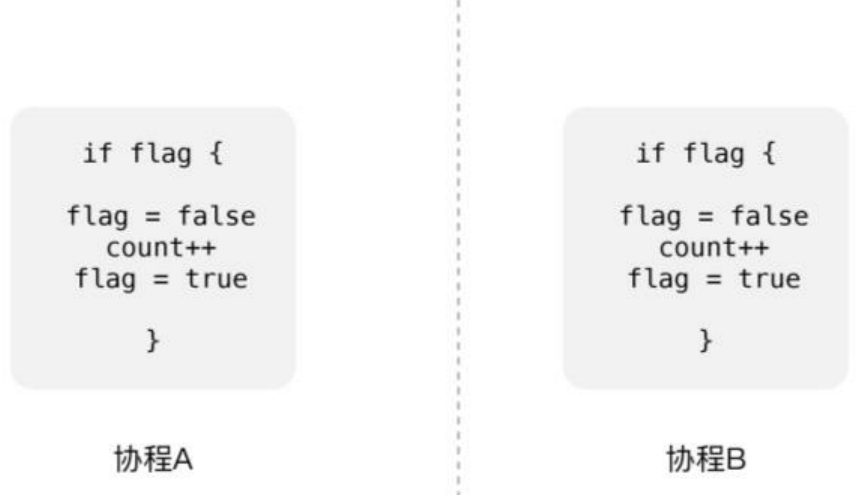 if flag {
flag = false
count++
flag = true
}
协程A
if flag {
flag = false
count++
flag = true
}
协程B